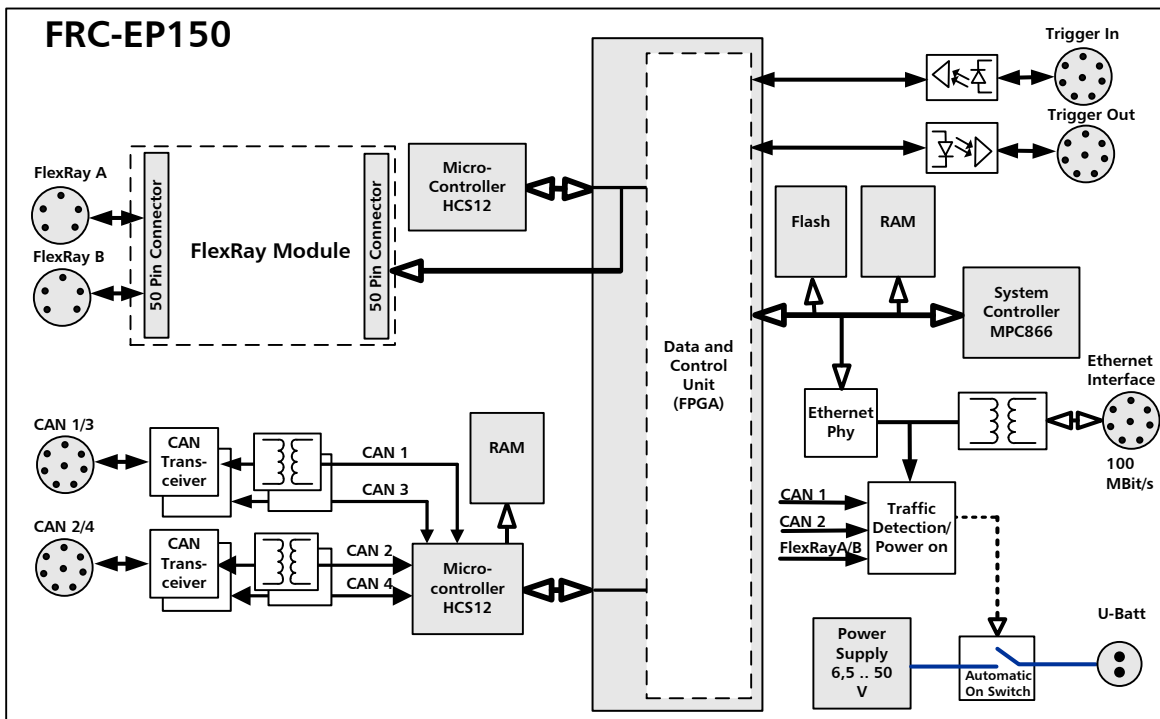 FRC-EP150
Trigger In
Trigger Out
FlexRay A
FlexRay B
50 Pin Connector
FlexRay Module
50 Pin Connector
Micro-
Controller
HCS12
Flash
RAM
System
Controller
MPC866
Data and
Control
Unit
(FPGA)
Ethernet
Interface
Ethernet
Phy
100
MBit/s
CAN 1/3
CAN
Trans-
ceiver
CAN 1
CAN 3
RAM
CAN 2/4
CAN
Trans-
ceiver
CAN 2
CAN 4
Micro-
controller
HCS12
CAN 1
CAN 2
FlexRayA/B
Traffic
Detection/
Power on
Power
Supply
6,5 .. 50
V
Automatic
On Switch
U-Batt